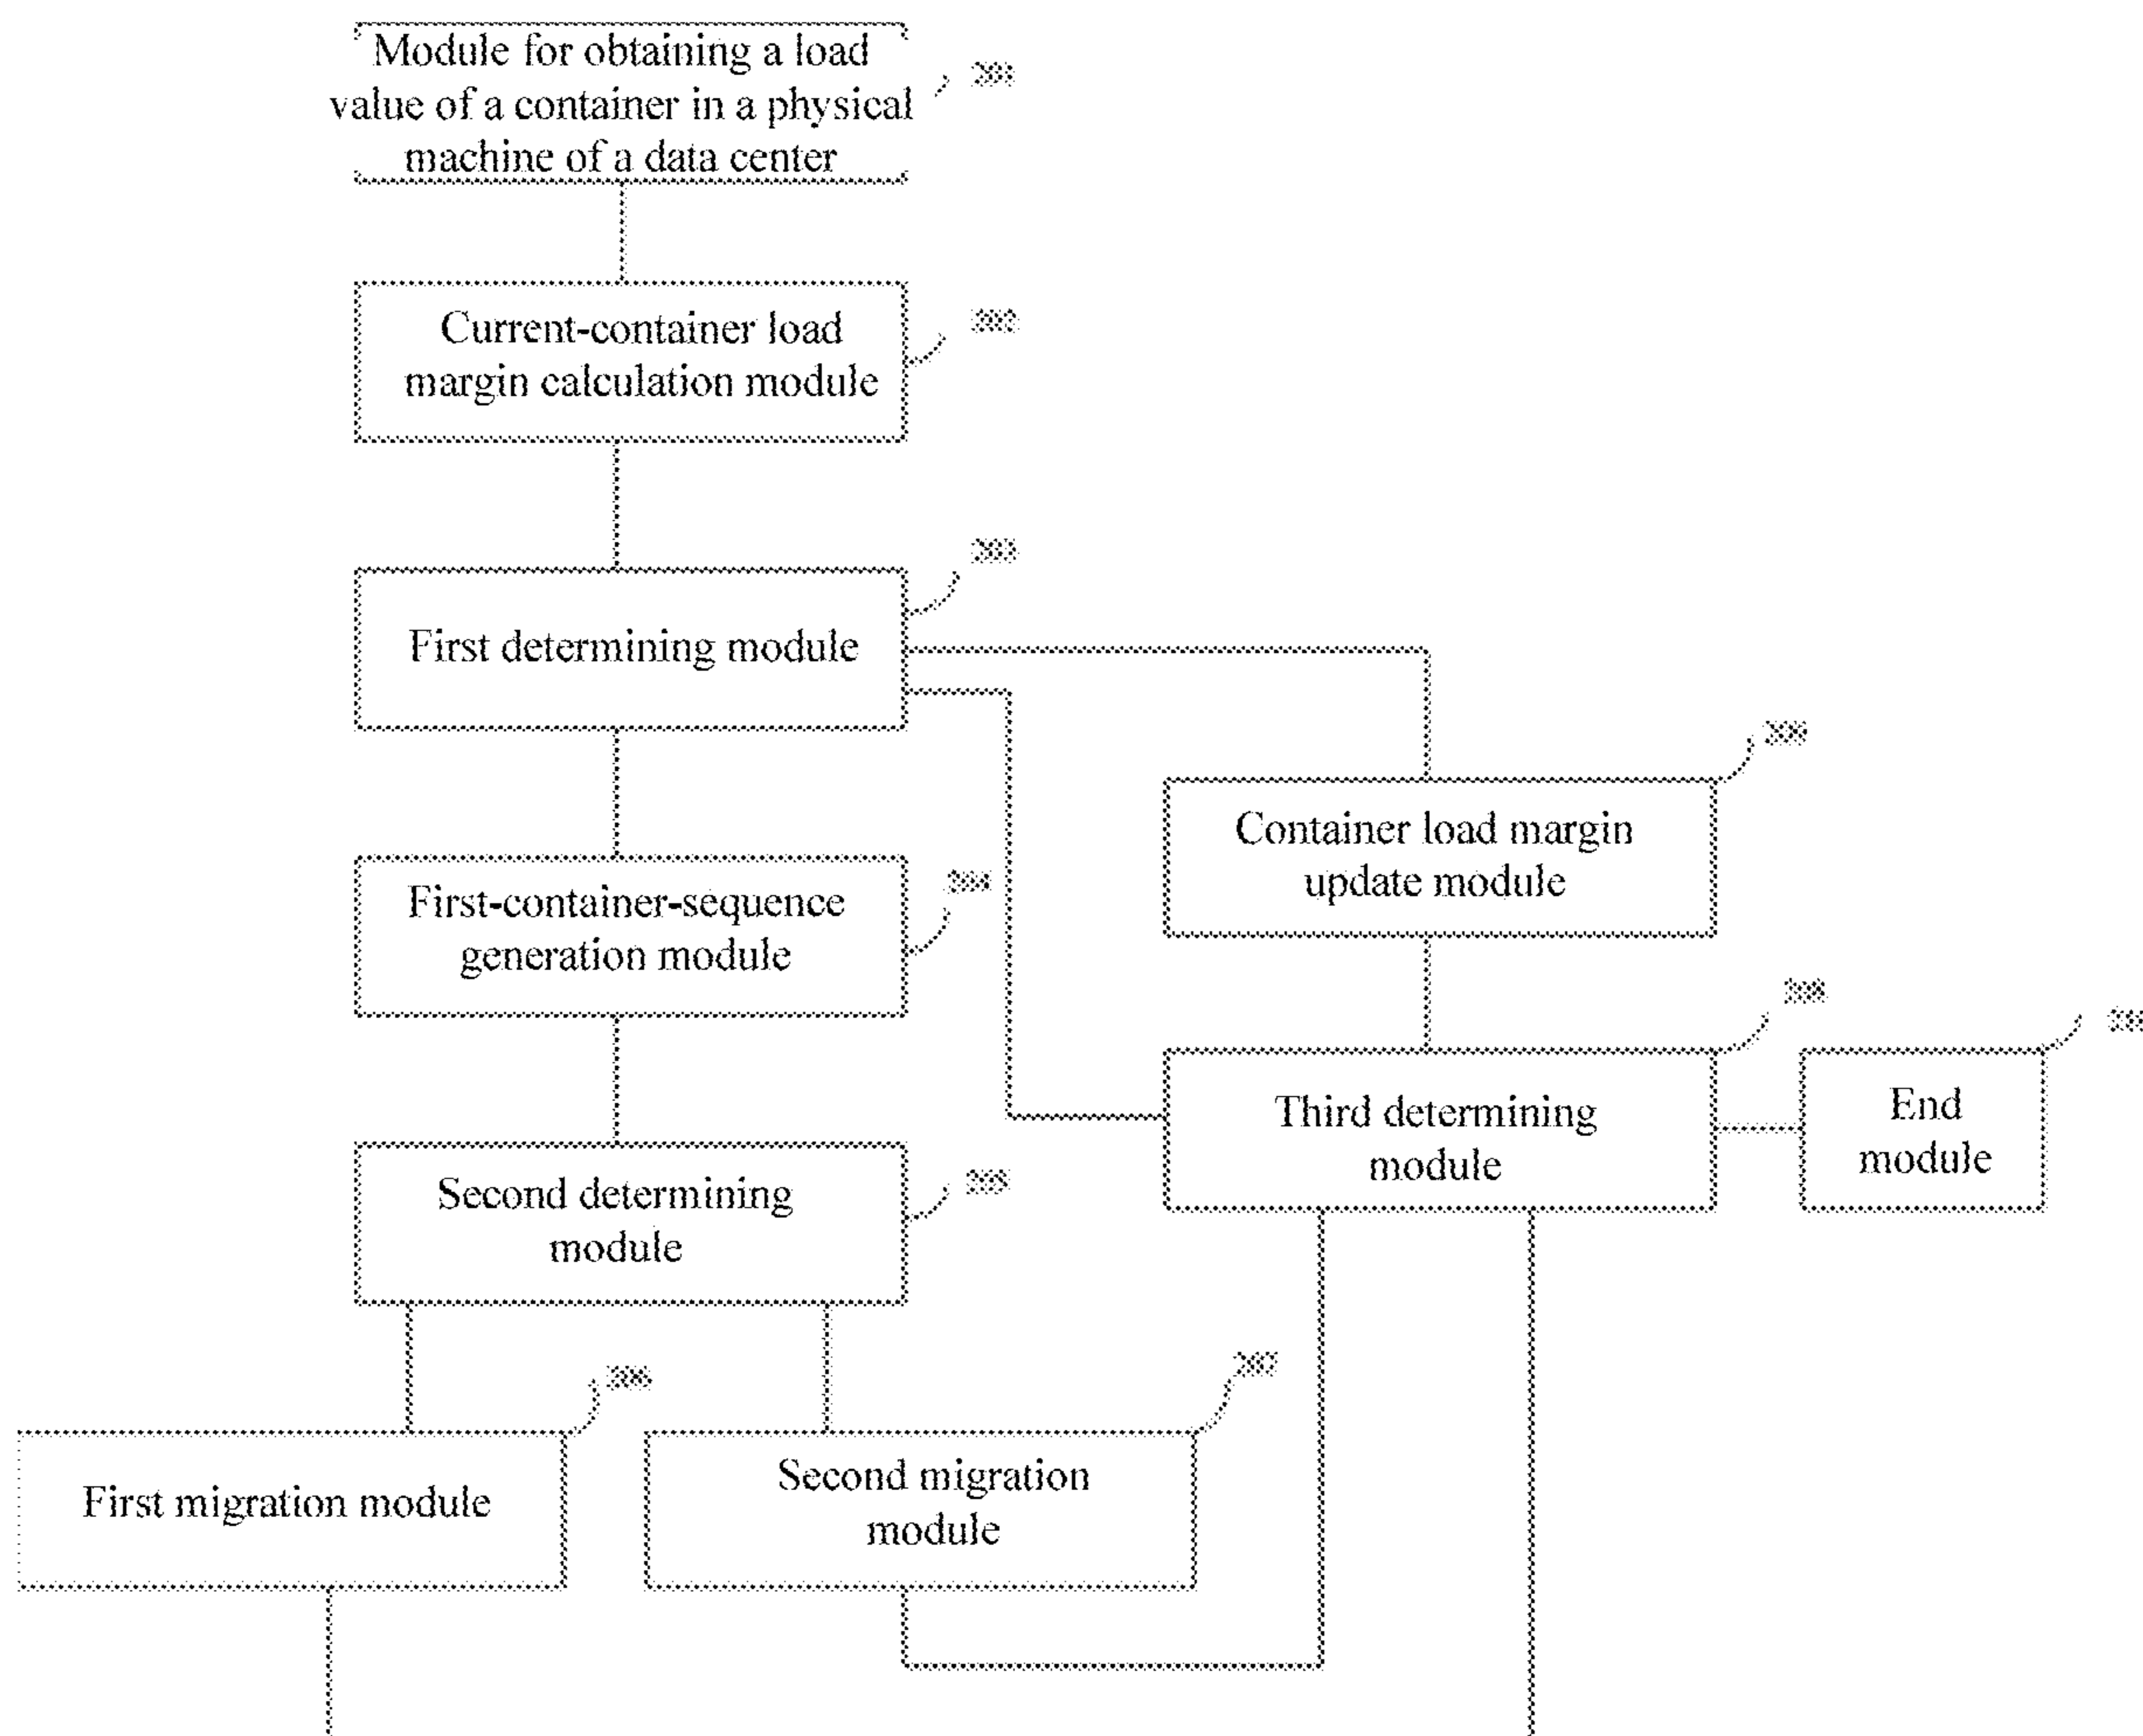 Module for obtaining a load
value of a container in a physical
machine of a data center
Current-container load
margin calculation module
First determining module
Container load margin
update module
First-container-sequence
generation module
Third determining
module
End
module
Second determining
module
First migration module
Second migration
module